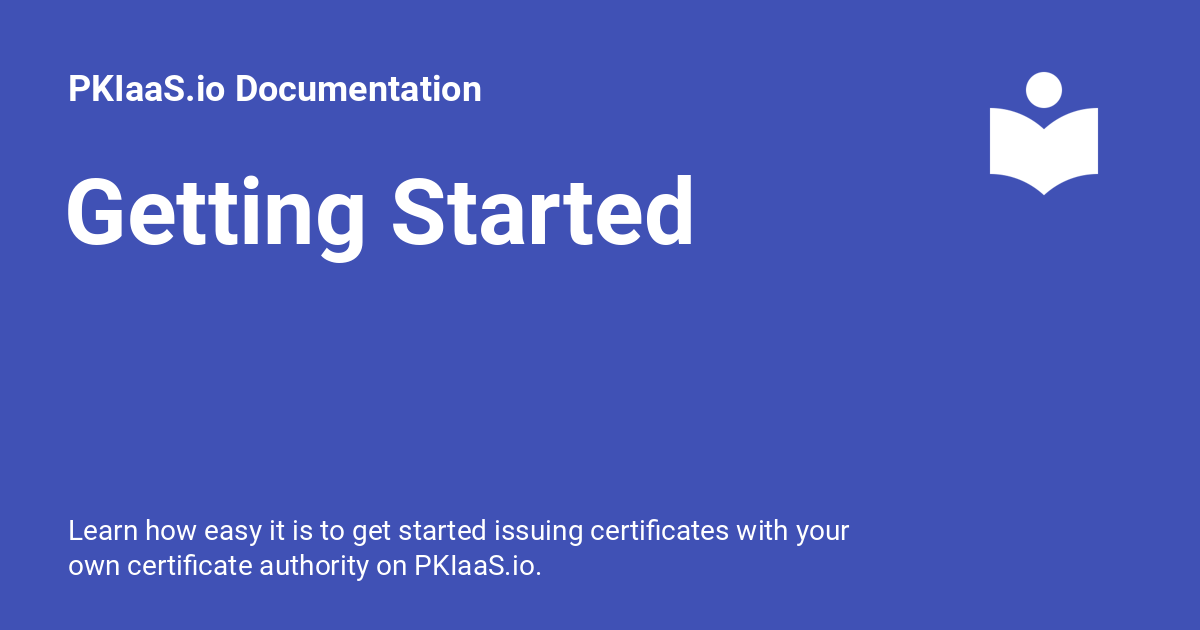 PKIaaS.io Documentation
Getting Started
Learn how easy it is to get started issuing certificates with your
own certificate authority on PKIaaS.io.